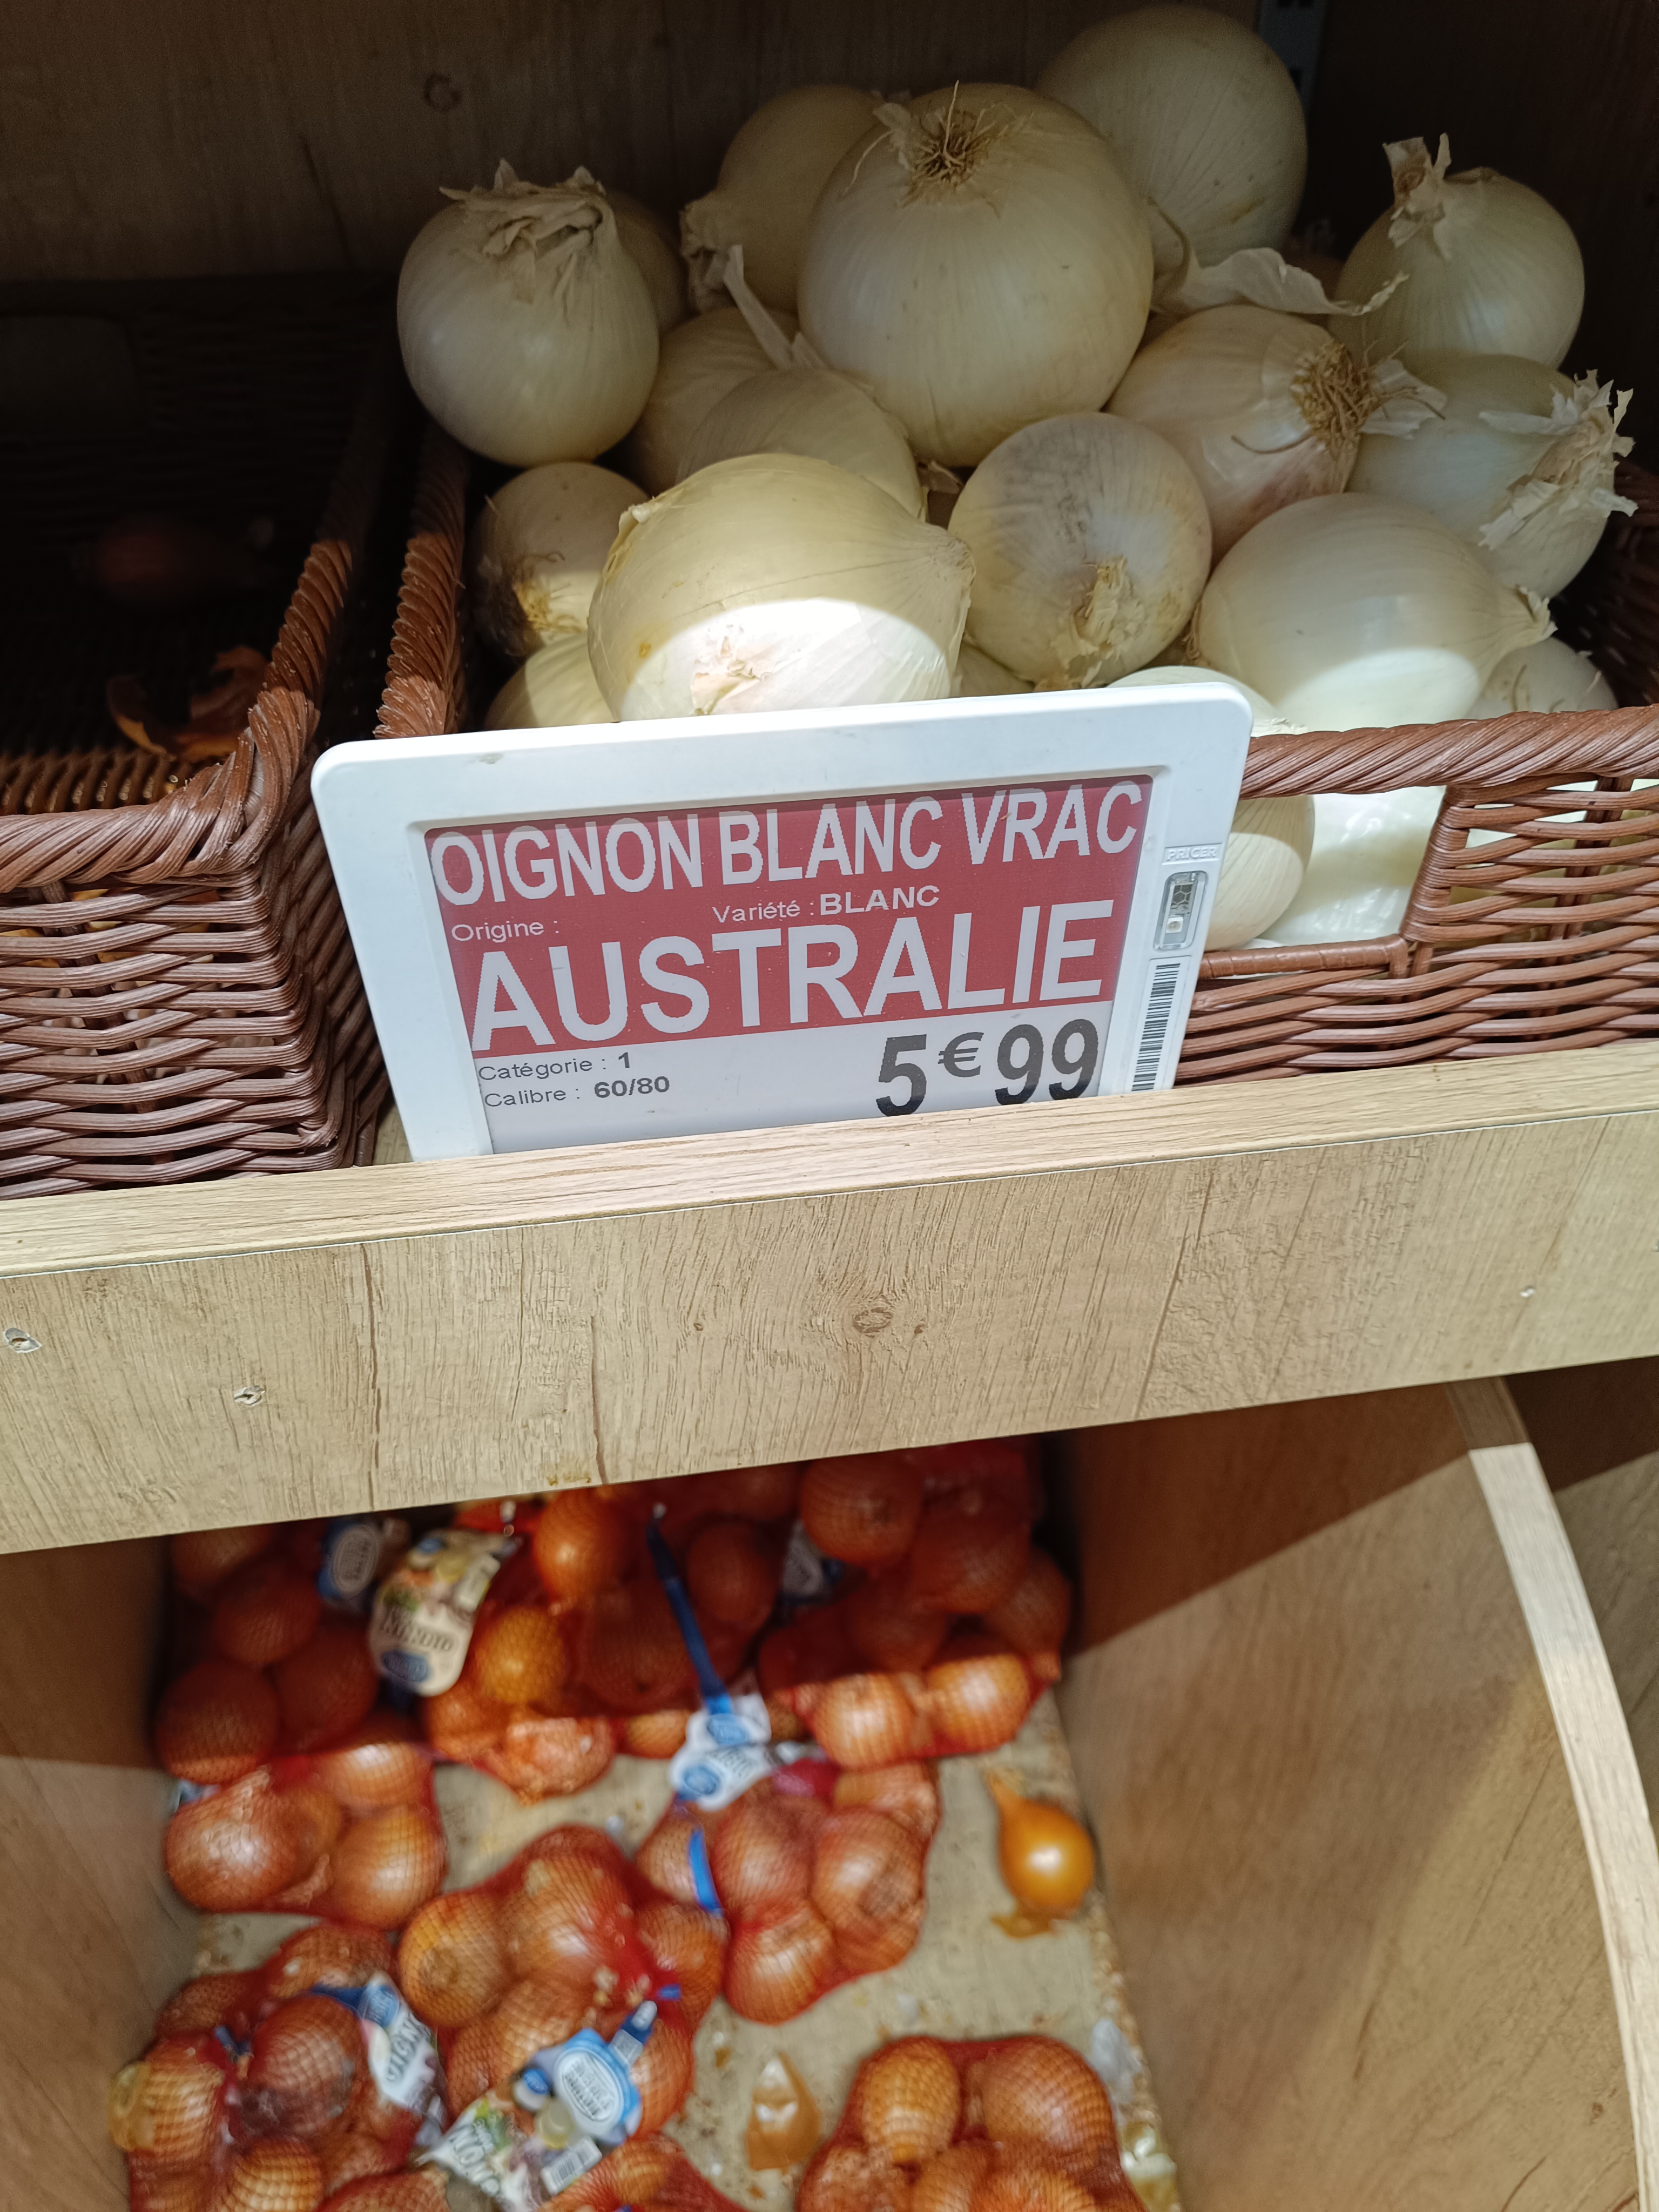 OIGNON BLANC VRAC
Origine : Variété : BLANC
AUSTRALIE
Catégorie : 1
Calibre : 60/80
5€99
PRICER